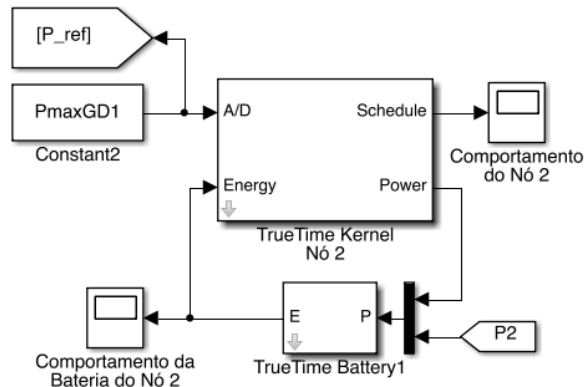 [P_ref]
PmaxGD1
Constant2
A/D
Schedule
Energy
Power
TrueTime Kernel
Nó 2
Comportamento
do Nó 2
E
P
TrueTime Battery1
P2
Comportamento da
Bateria do Nó 2